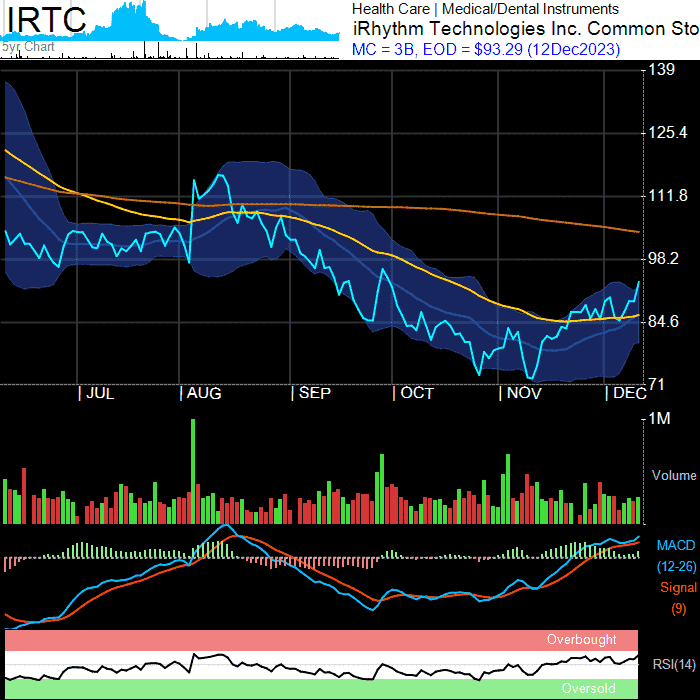 IRTC
5yr Chart
Health Care | Medical/Dental Instruments
iRhythm Technologies Inc. Common Sto
MC = 3B, EOD = $93.29 (12Dec2023)
139
125.4
111.8
98.2
84.6
71
JUL AUG SEP OCT NOV DEC
1M
Volume
MACD
(12-26)
Signal
(9)
Overbought
RSI(14)
Oversold